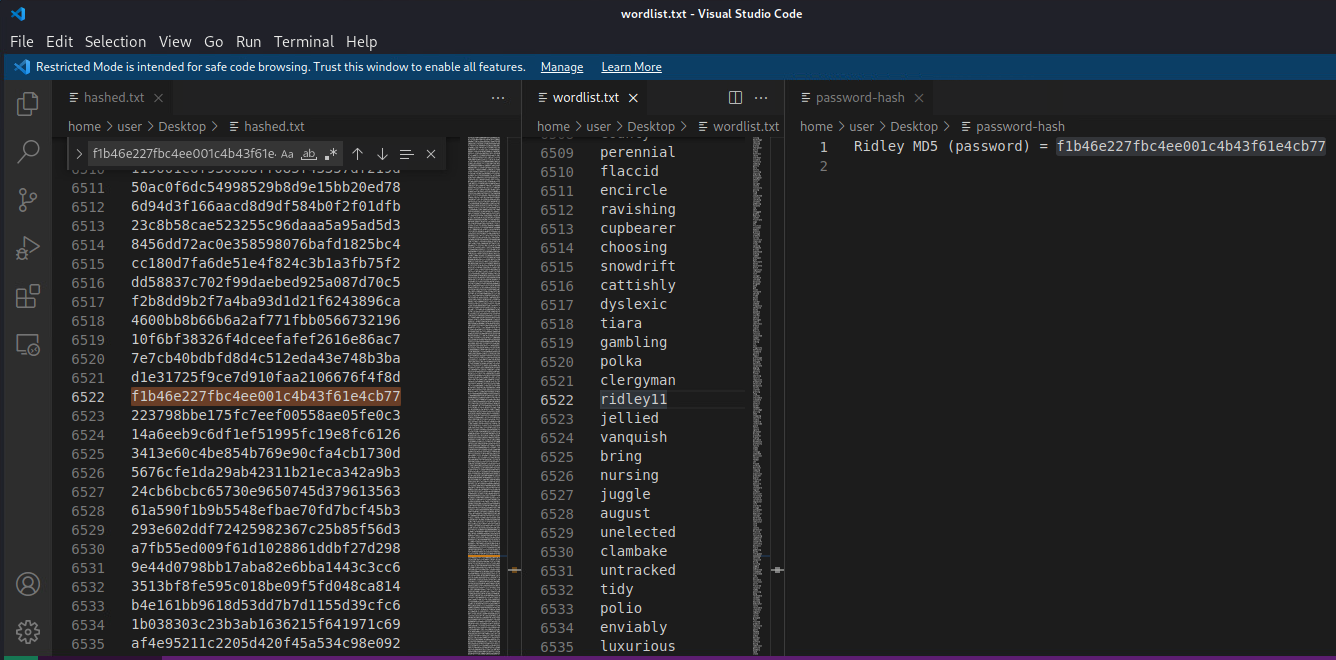 wordlist.txt - Visual Studio Code
File Edit Selection View Go Run Terminal Help
Restricted Mode is intended for safe code browsing. Trust this window to enable all features. Manage Learn More
hashed.txt
home > user > Desktop > hashed.txt
f1b46e227fbc4ee001c4b43f61e4 Aa ab .*
6511 50ac0f6dc54998529b8d9e15bb20ed78
6512 6d94d3f166aacd8d9df584b0f2f01dfb
6513 23c8b58cae523255c96daaa5a95ad5d3
6514 8456dd72ac0e358598076bafd1825bc4
6515 cc180d7fa6de51e4f824c3b1a3fb75f2
6516 dd58837c702f99daebed925a087d70c5
6517 f2b8dd9b2f7a4ba93d1d21f6243896ca
6518 4600bb8b66b6a2af771fbb0566732196
6519 10f6bf38326f4dceefafef2616e86ac7
6520 7e7cb40bdbfd8d4c512eda43e748b3ba
6521 d1e31725f9ce7d910faa2106676f4f8d
6522 f1b46e227fbc4ee001c4b43f61e4cb77
6523 223798bbe175fc7eef00558ae05fe0c3
6524 14a6eeb9c6df1ef51995fc19e8fc6126
6525 3413e60c4be854b769e90cfa4cb1730d
6526 5676cfe1da29ab42311b21eca342a9b3
6527 24cb6bcbc65730e9650745d379613563
6528 61a590f1b9b5548efbae70fd7bcf45b3
6529 293e602ddf72425982367c25b85f56d3
6530 a7fb55ed009f61d1028861ddbf27d298
6531 9e44d0798bb17aba82e6bba1443c3cc6
6532 3513bf8fe595c018be09f5fd048ca814
6533 b4e161bb9618d53dd7b7d1155d39cfc6
6534 1b038303c23b3ab1636215f641971c69
6535 af4e95211c2205d420f45a534c98e092
wordlist.txt
home > user > Desktop > wordlist.txt
6509 perennial
6510 flaccid
6511 encircle
6512 ravishing
6513 cupbearer
6514 choosing
6515 snowdrift
6516 cattishly
6517 dyslexic
6518 tiara
6519 gambling
6520 polka
6521 clergyman
6522 ridley11
6523 jellied
6524 vanquish
6525 bring
6526 nursing
6527 juggle
6528 august
6529 unelected
6530 clambake
6531 untracked
6532 tidy
6533 polio
6534 enviably
6535 luxurious
password-hash
home > user > Desktop > password-hash
1 Ridley MD5 (password) = f1b46e227fbc4ee001c4b43f61e4cb77
2